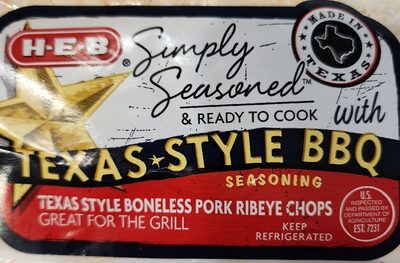 H-E-B
Simply
Seasoned™
& READY TO COOK
with
MADE IN
TEXAS
TEXAS★STYLE BBQ
SEASONING
TEXAS STYLE BONELESS PORK RIBEYE CHOPS
GREAT FOR THE GRILL
KEEP
REFRIGERATED
U.S.
INSPECTED
AND PASSED BY
DEPARTMENT OF
AGRICULTURE
EST. 7231